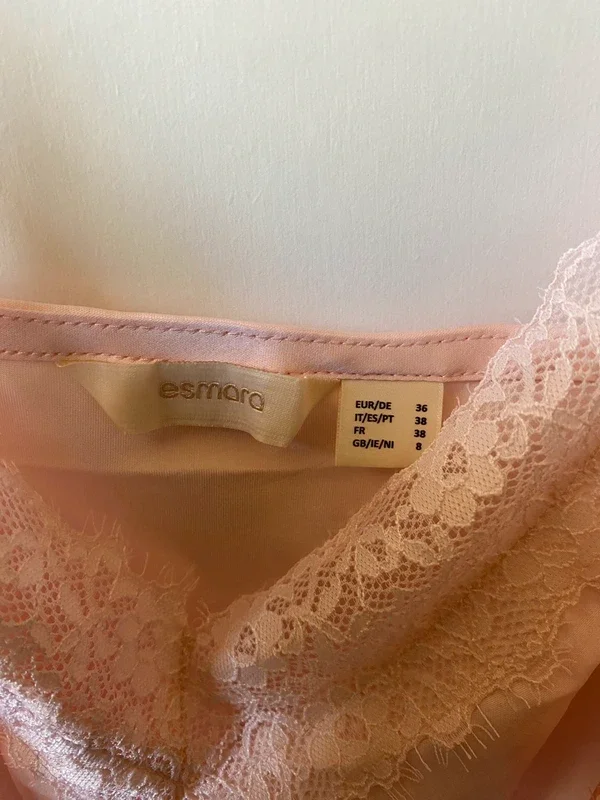 esmara
EUR/DE 36
IT/ES/PT 38
FR 38
GB/IE/NI 8